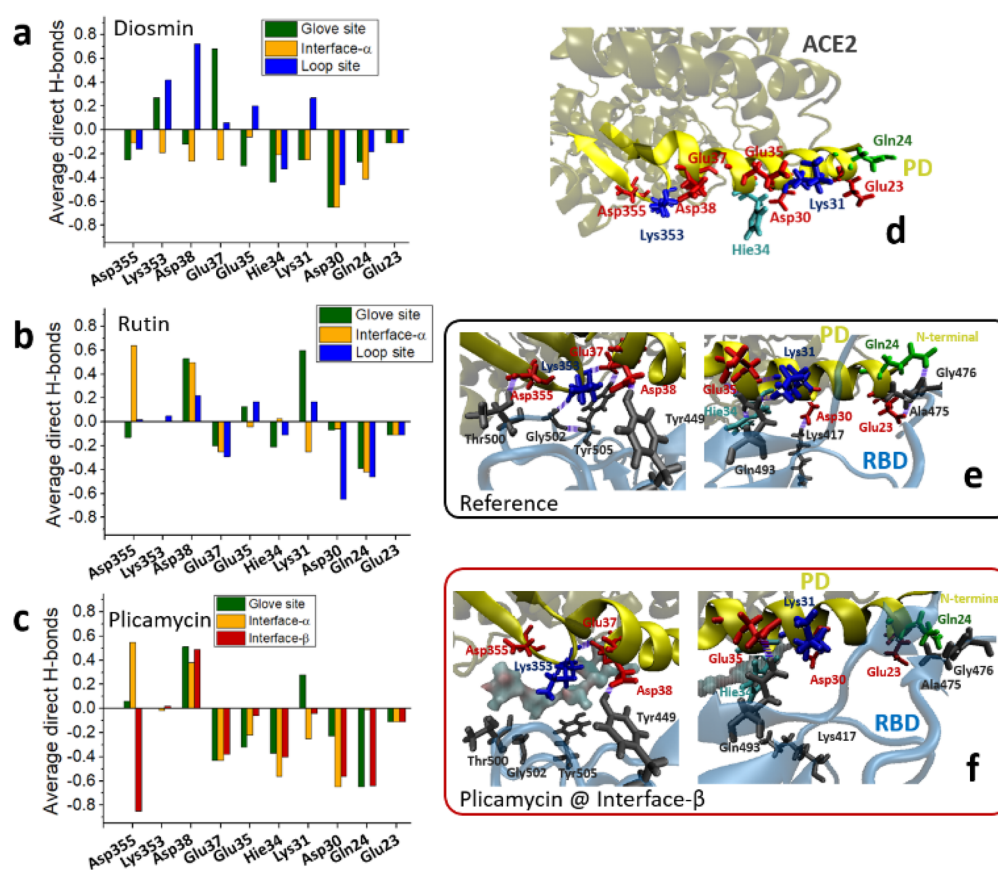 a
Diosmin
Glove site
Interface-α
Loop site
Average direct H-bonds
0.8
0.6
0.4
0.2
0.0
-0.2
-0.4
-0.6
-0.8
Asp355
Lys353
Asp38
Glu37
Glu35
Hie34
Lys31
Asp30
Gln24
Glu23
b
Rutin
Glove site
Interface-α
Loop site
Average direct H-bonds
0.8
0.6
0.4
0.2
0.0
-0.2
-0.4
-0.6
-0.8
Asp355
Lys353
Asp38
Glu37
Glu35
Hie34
Lys31
Asp30
Gln24
Glu23
c
Plicamycin
Glove site
Interface-α
Interface-β
Average direct H-bonds
0.8
0.6
0.4
0.2
0.0
-0.2
-0.4
-0.6
-0.8
Asp355
Lys353
Asp38
Glu37
Glu35
Hie34
Lys31
Asp30
Gln24
Glu23
ACE2
Gln24
Glu37
Glu35
PD
Glu23
Asp355
Asp38
Lys31
Lys353
Asp30
Hie34
d
Glu37
Lys353
Asp355
Asp38
Tyr449
Thr500
Gly502
Tyr505
Reference
PD
N-terminal
Lys31
Gln24
Gly476
Glu35
Hie34
Asp30
Ala475
Glu23
Lys417
Gln493
RBD
e
Glu37
Asp355
Lys353
Asp38
Tyr449
Thr500
Gly502
Tyr505
Plicamycin @ Interface-β
PD
Lys31
N-termina
Gln24
Glu35
Glu23
Gly476
Asp30
Ala475
Hie34
RBD
Gln493
Lys417
f